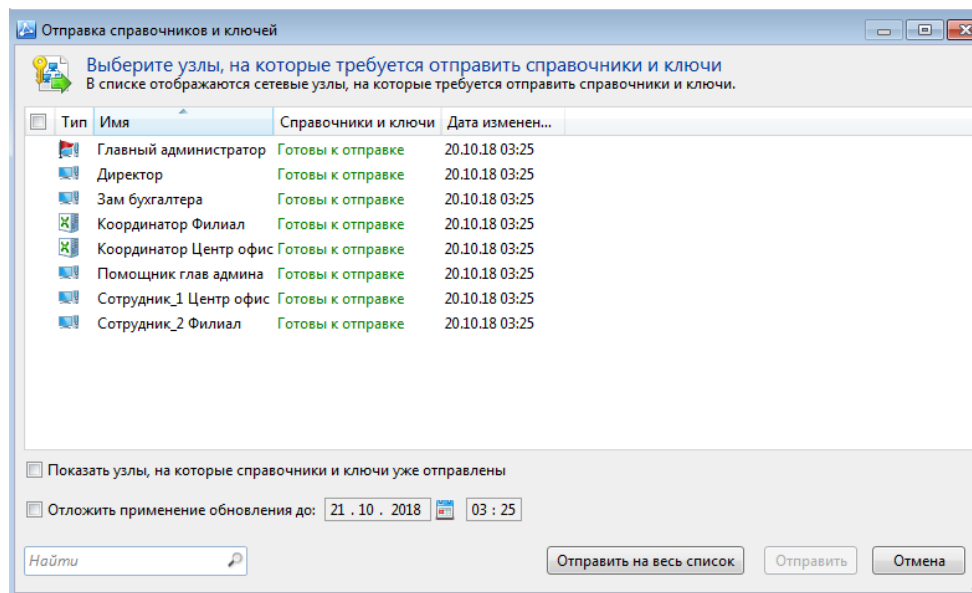 Отправка справочников и ключей
Выберите узлы, на которые требуется отправить справочники и ключи
В списке отображаются сетевые узлы, на которые требуется отправить справочники и ключи.
Тип Имя Справочники и ключи Дата изменен...
Главный администратор Готовы к отправке 20.10.18 03:25
Директор Готовы к отправке 20.10.18 03:25
Зам бухгалтера Готовы к отправке 20.10.18 03:25
Координатор Филиал Готовы к отправке 20.10.18 03:25
Координатор Центр офис Готовы к отправке 20.10.18 03:25
Помощник глав админа Готовы к отправке 20.10.18 03:25
Сотрудник_1 Центр офис Готовы к отправке 20.10.18 03:25
Сотрудник_2 Филиал Готовы к отправке 20.10.18 03:25
Показать узлы, на которые справочники и ключи уже отправлены
Отложить применение обновления до: 21 . 10 . 2018 03 : 25
Найти Отправить на весь список Отправить Отмена